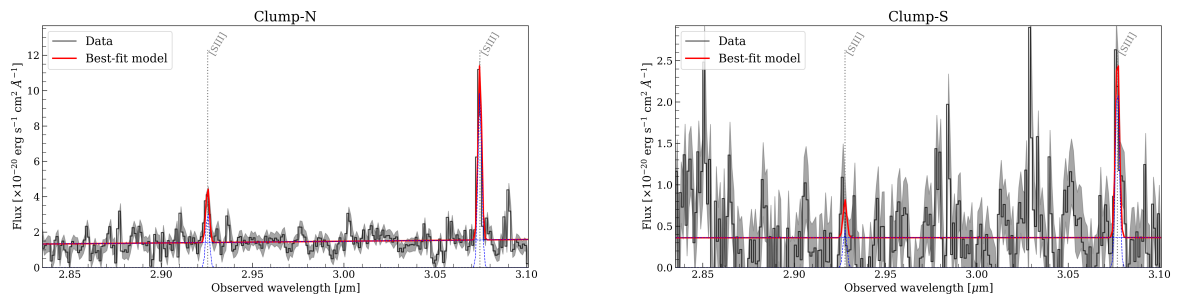 Clump-N
Data
Best-fit model
[SIII]
[SIII]
Flux [×10⁻²⁰ erg s⁻¹ cm² Å⁻¹]
12
10
8
6
4
2
0
2.85 2.90 2.95 3.00 3.05 3.10
Observed wavelength [μm]
Clump-S
Data
Best-fit model
[SIII]
[SIII]
Flux [×10⁻²⁰ erg s⁻¹ cm² Å⁻¹]
2.5
2.0
1.5
1.0
0.5
0.0
2.85 2.90 2.95 3.00 3.05 3.10
Observed wavelength [μm]